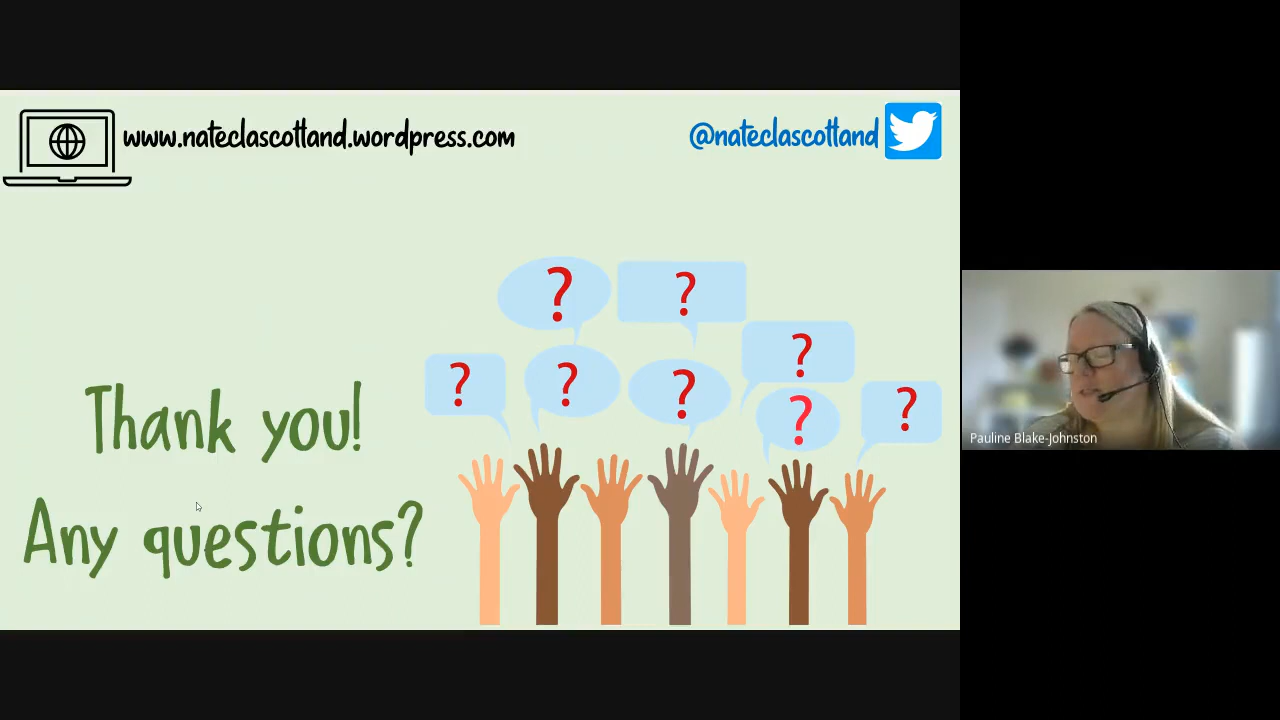 www.nateclascotland.wordpress.com
@nateclascotland
?
?
?
?
?
?
?
?
Thank you!
Any questions?
Pauline Blake-Johnston